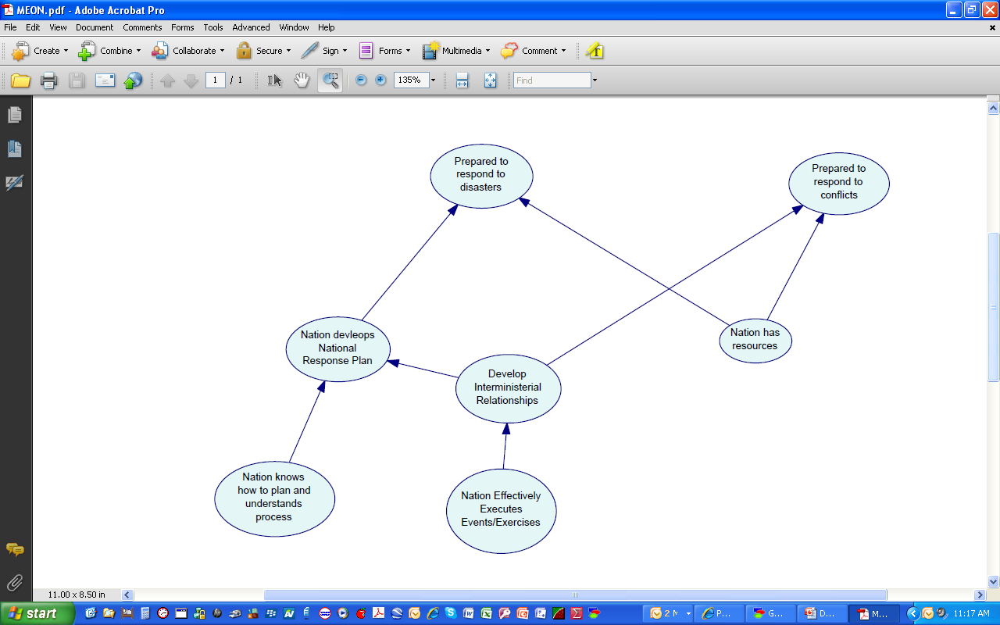 MEON.pdf - Adobe Acrobat Pro
File Edit View Document Comments Forms Tools Advanced Window Help
Create Combine Collaborate Secure Sign Forms Multimedia Comment
1 / 1 135% Find
Prepared to
respond to
disasters
Prepared to
respond to
conflicts
Nation devleops
National
Response Plan
Develop
Interministerial
Relationships
Nation has
resources
Nation knows
how to plan and
understands
process
Nation Effectively
Executes
Events/Exercises
11.00 x 8.50 in
start 2 M P... G... D... M... 11:17 AM